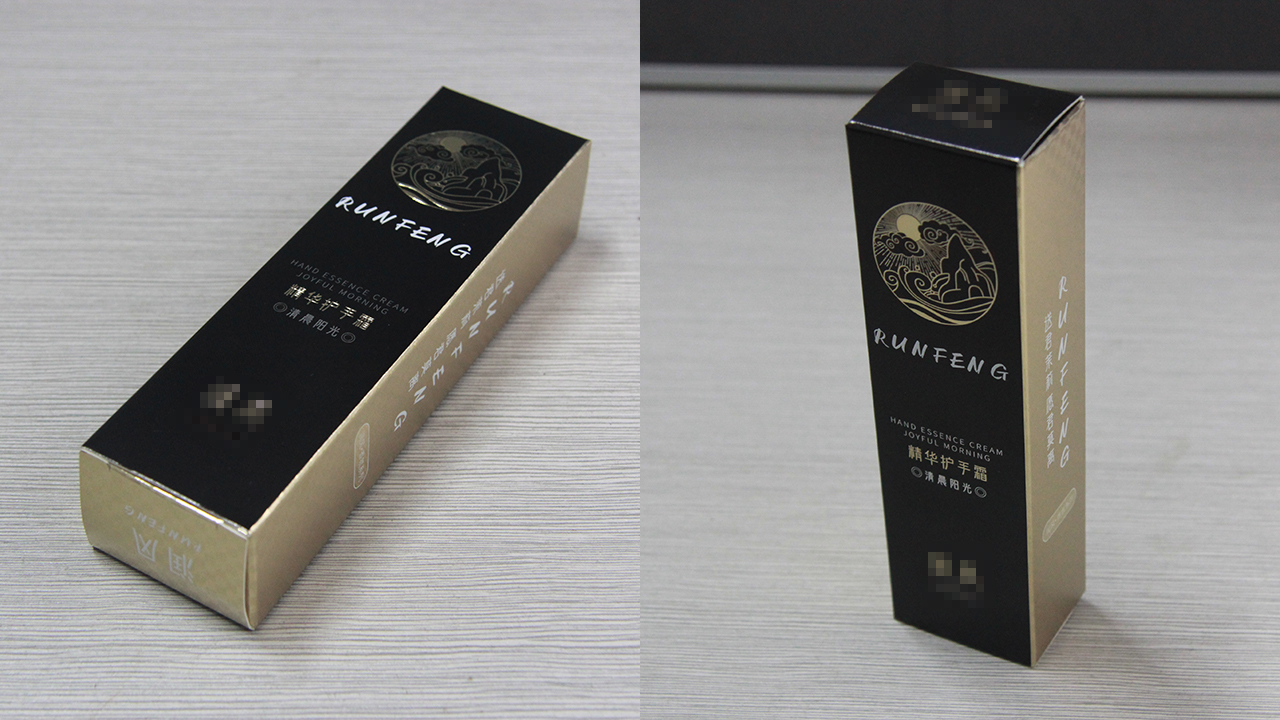 RUNFENG
HAND ESSENCE CREAM
JOYFUL MORNING
精华护手霜
◎清晨阳光◎
RUNFENG
润风
RUNFENG
RUNFENG
HAND ESSENCE CREAM
JOYFUL MORNING
精华护手霜
◎清晨阳光◎
RUNFENG